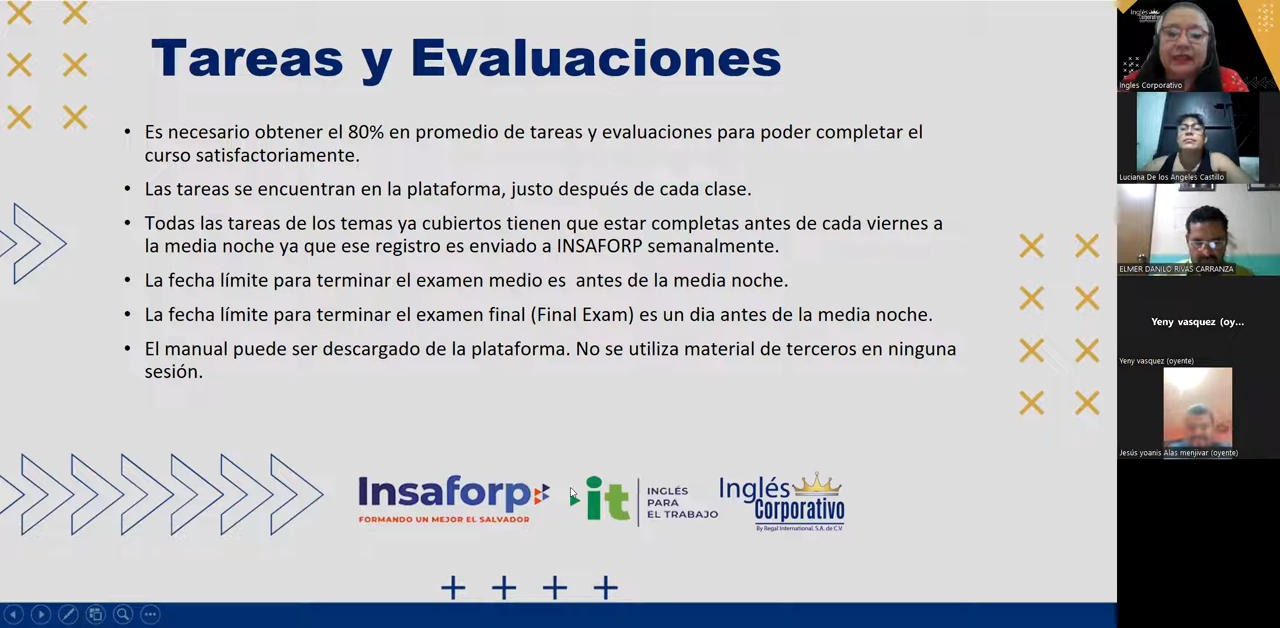 Tareas y Evaluaciones
• Es necesario obtener el 80% en promedio de tareas y evaluaciones para poder completar el
curso satisfactoriamente.
• Las tareas se encuentran en la plataforma, justo después de cada clase.
• Todas las tareas de los temas ya cubiertos tienen que estar completas antes de cada viernes a
la media noche ya que ese registro es enviado a INSAFORP semanalmente.
• La fecha límite para terminar el examen medio es  antes de la media noche.
• La fecha límite para terminar el examen final (Final Exam) es un dia antes de la media noche.
• El manual puede ser descargado de la plataforma. No se utiliza material de terceros en ninguna
sesión.
Insaforp
FORMANDO UN MEJOR EL SALVADOR
it
INGLÉS
PARA
EL TRABAJO
Inglés
Corporativo
By Regal International, S.A. de C.V.
Inglés
Corporativo
Ingles Corporativo
Luciana De los Angeles Castillo
ELMER DANILO RIVAS CARRANZA
Yeny vasquez (oy...
Yeny vasquez (oyente)
Jesús yoanis Alas menjivar (oyente)